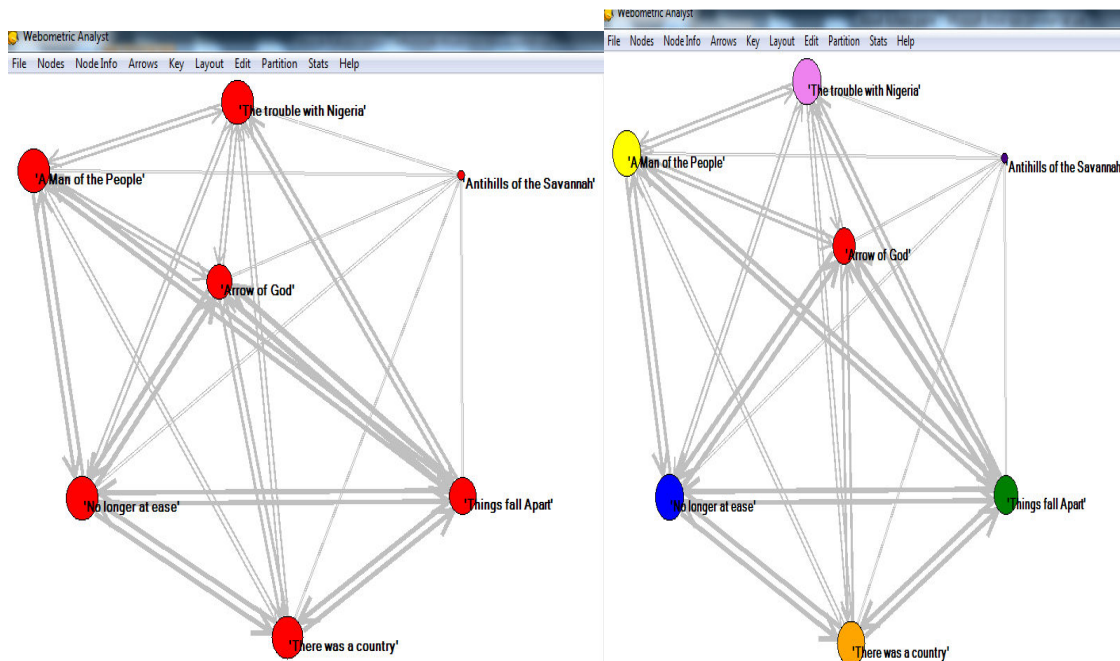 Webometric Analyst
File Nodes Node Info Arrows Key Layout Edit Partition Stats Help
'The trouble with Nigeria'
'A Man of the People'
'Antihills of the Savannah'
'Arrow of God'
'No longer at ease'
'Things fall Apart'
'There was a country'
Webometric Analyst
File Nodes Node Info Arrows Key Layout Edit Partition Stats Help
'The trouble with Nigeria'
'A Man of the People'
'Antihills of the Savannah'
'Arrow of God'
'No longer at ease'
'Things fall Apart'
'There was a country'